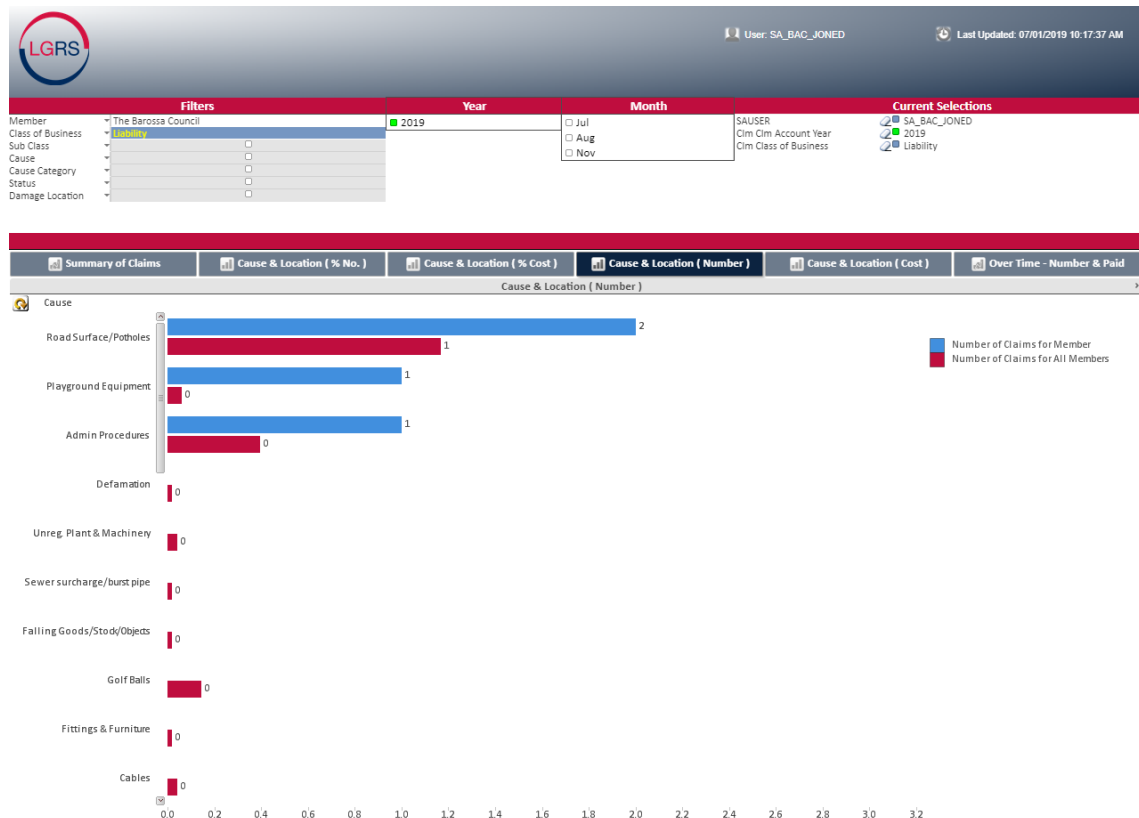 LGRS
User: SA_BAC_JONED
Last Updated: 07/01/2019 10:17:37 AM
Filters
Year
Month
Current Selections
Member
The Barossa Council
Class of Business
Liability
Sub Class
Cause
Cause Category
Status
Damage Location
2019
Jul
Aug
Nov
SAUSER
SA_BAC_JONED
Clm Clm Account Year
2019
Clm Class of Business
Liability
Summary of Claims
Cause & Location ( % No. )
Cause & Location ( % Cost )
Cause & Location ( Number )
Cause & Location ( Cost )
Over Time - Number & Paid
Cause & Location ( Number )
Cause
Road Surface/Potholes
2
1
Number of Claims for Member
Number of Claims for All Members
Playground Equipment
1
0
Admin Procedures
1
0
Defamation
0
Unreg. Plant & Machinery
0
Sewer surcharge/burst pipe
0
Falling Goods/Stock/Objects
0
Golf Balls
0
Fittings & Furniture
0
Cables
0
0.0 0.2 0.4 0.6 0.8 1.0 1.2 1.4 1.6 1.8 2.0 2.2 2.4 2.6 2.8 3.0 3.2